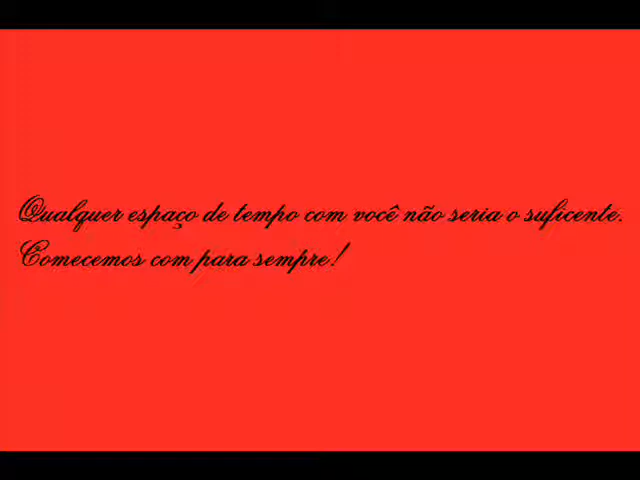 Qualquer espaço de tempo com você não seria o suficente.
Comecemos com para sempre!